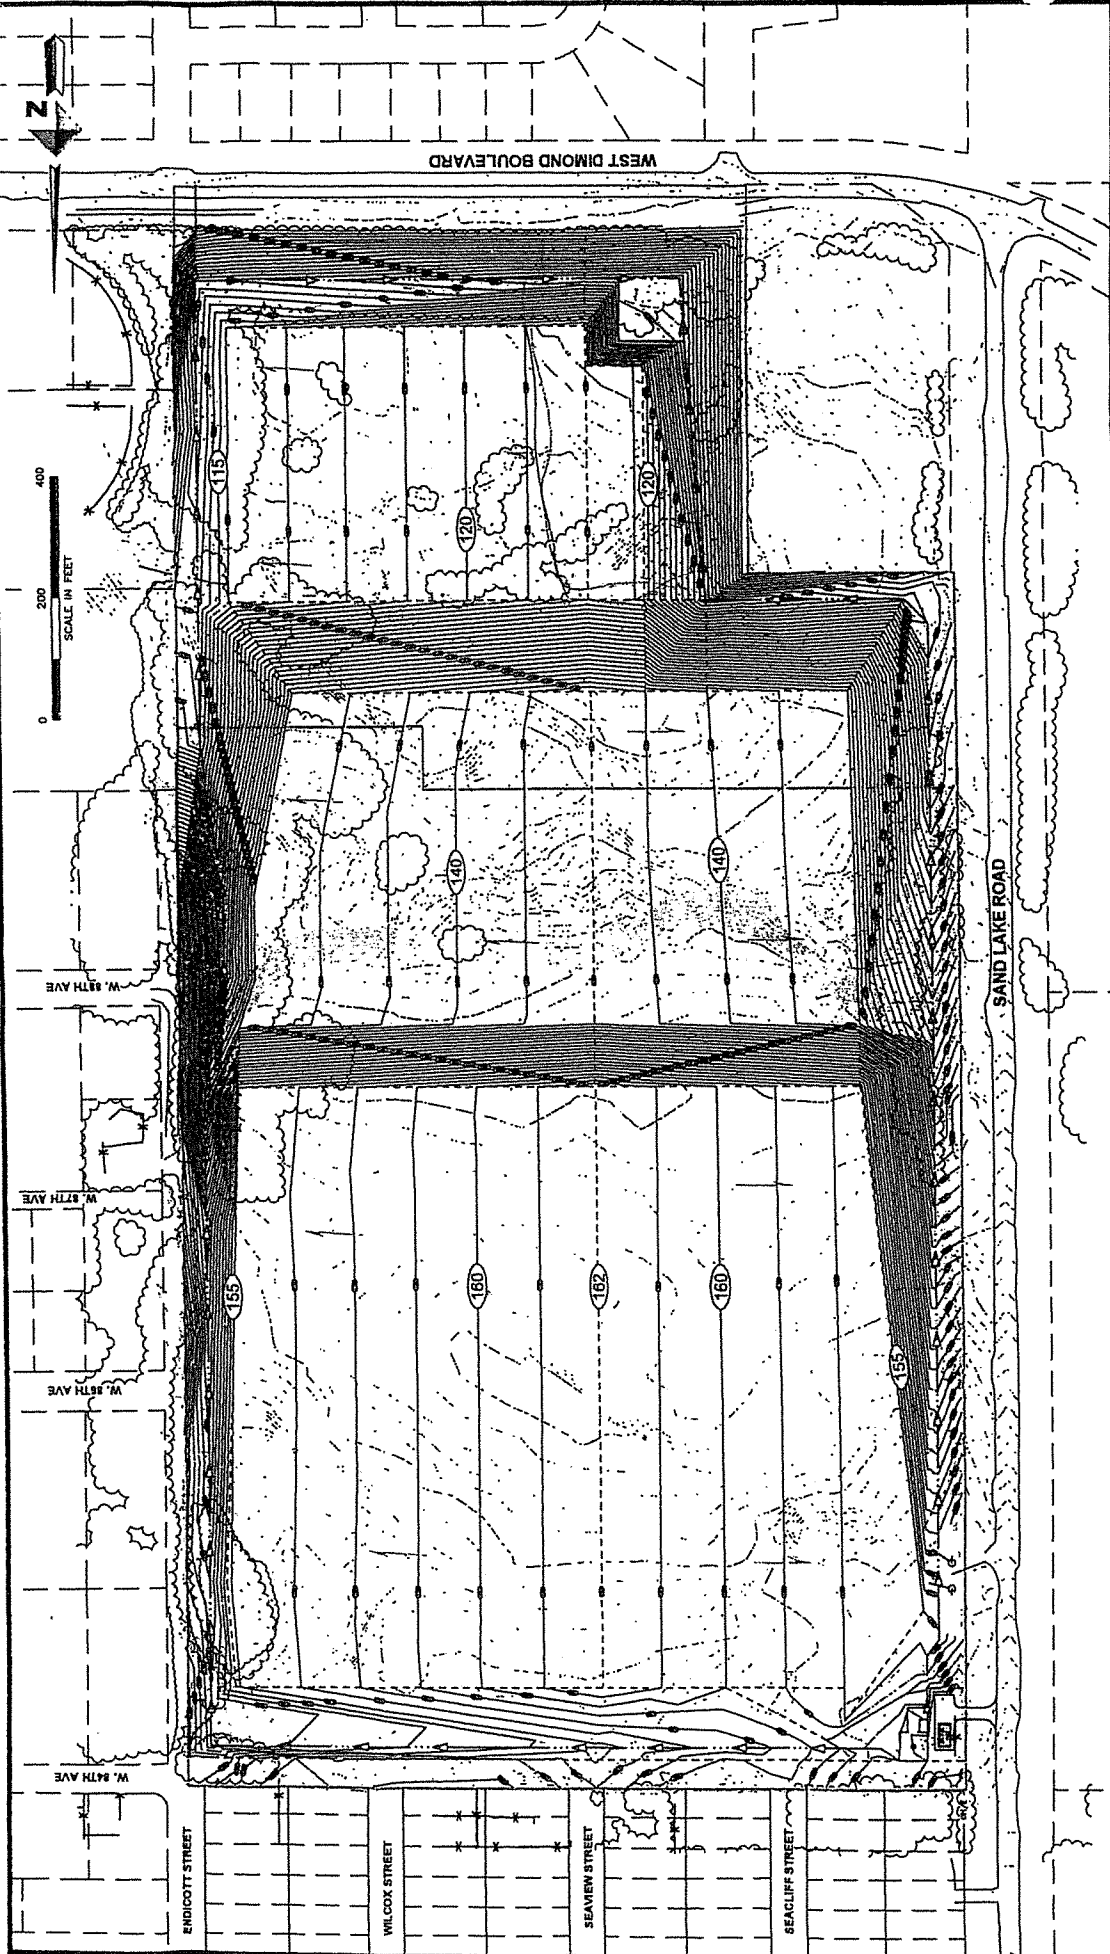 N
WEST DIMOND BOULEVARD
0 200 400
SCALE IN FEET
115
120
120
140
140
W. 88TH AVE
SAND LAKE ROAD
W. 87TH AVE
155
160
162
160
W. 86TH AVE
155
W. 84TH AVE
ENDICOTT STREET
WILCOX STREET
SEAVIEW STREET
SEACLIFF STREET